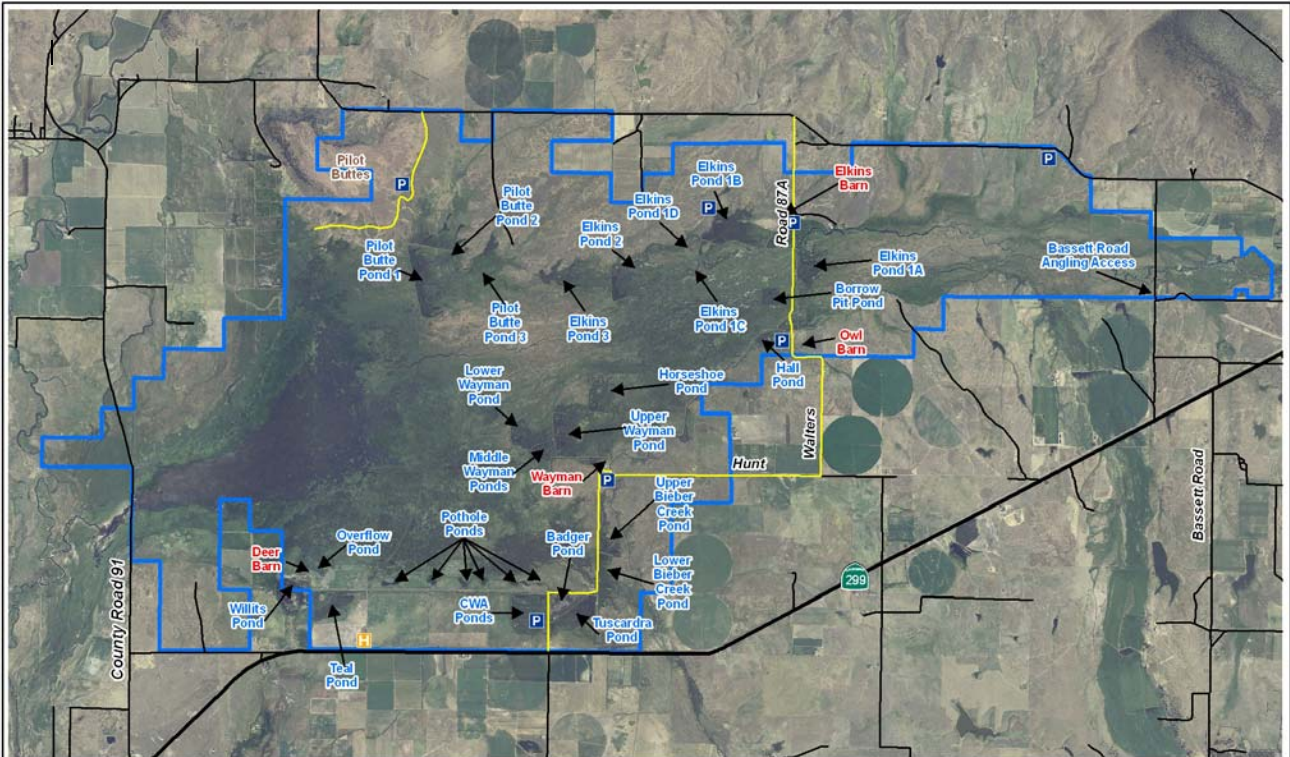 Pilot
Buttes
P
Pilot
Butte
Pond 2
Elkins
Pond 1B
P
Elkins
Pond 1D
Elkins
Pond 2
Road 87A
Elkins
Barn
P
P
Pilot
Butte
Pond 1
Pilot
Butte
Pond 3
Elkins
Pond 3
Elkins
Pond 1C
Elkins
Pond 1A
Borrow
Pit Pond
Bassett Road
Angling Access
P
Owl
Barn
Hall
Pond
Lower
Wayman
Pond
Horseshoe
Pond
Upper
Wayman
Pond
Middle
Wayman
Ponds
Wayman
Barn
P
Hunt
Walters
Upper
Bieber
Creek
Pond
Bassett Road
Pothole
Ponds
Badger
Pond
Overflow
Pond
Deer
Barn
Lower
Bieber
Creek
Pond
299
County Road 91
Willits
Pond
CWA
Ponds
P
Tuscardra
Pond
H
Teal
Pond